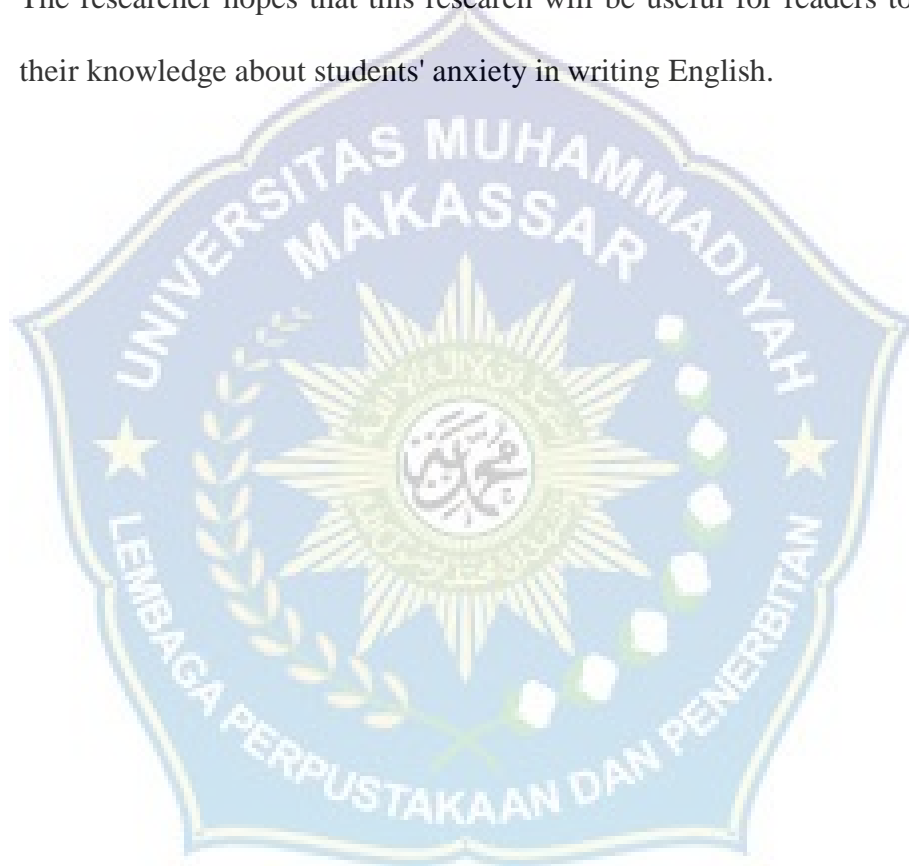 The researcher hopes that this research will be useful for readers to
their knowledge about students' anxiety in writing English.
UNIVERSITAS MUHAMMADIYAH
MAKASSAR
محمد
LEMBAGA PERPUSTAKAAN DAN PENERBITAN